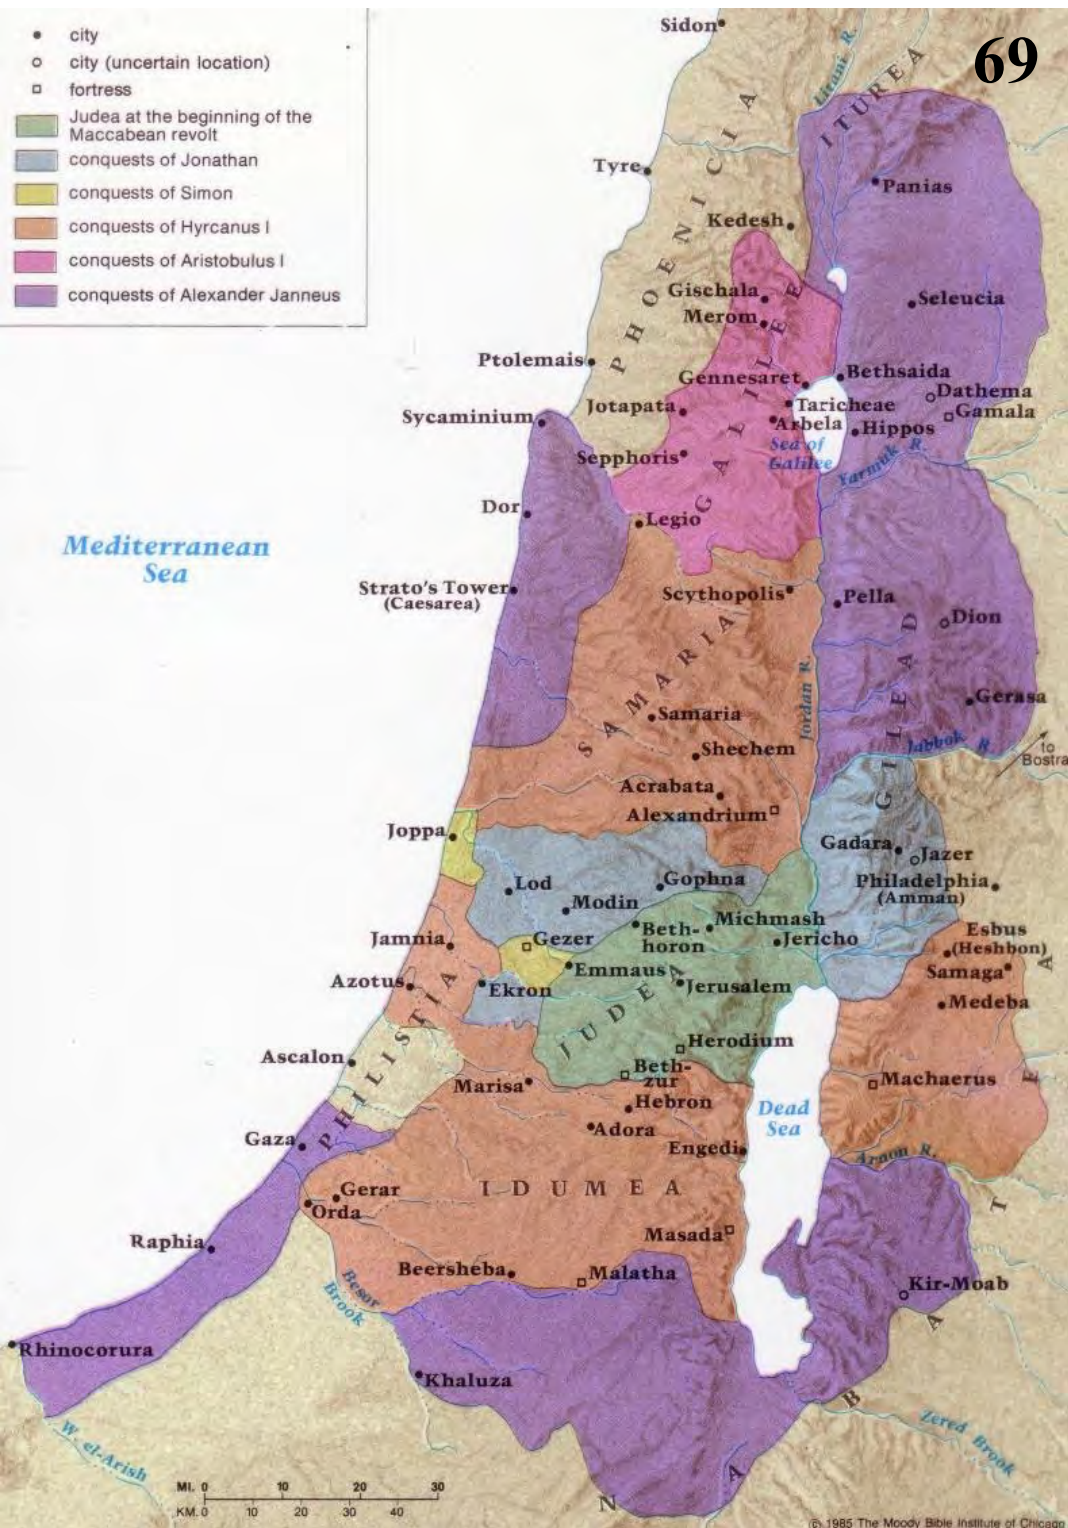 69
city
city (uncertain location)
fortress
Judea at the beginning of the
Maccabean revolt
conquests of Jonathan
conquests of Simon
conquests of Hyrcanus I
conquests of Aristobulus I
conquests of Alexander Janneus
Sidon
Litani R.
ITUREA
PHOENICIA
Tyre
Panias
Kedesh
Gischala
Merom
Seleucia
GALILEE
Ptolemais
Gennesaret
Bethsaida
Dathema
Gamala
Jotapata
Taricheae
Arbela
Hippos
Sycaminium
Sea of
Galilee
Sepphoris
Yarmuk R.
Dor
Legio
Mediterranean
Sea
Strato's Tower
(Caesarea)
Scythopolis
Pella
Dion
SAMARIA
GILEAD
Jordan R.
Gerasa
Samaria
Shechem
Jabbok R.
to
Bostra
Acrabata
Alexandrium
Joppa
Gadara
Jazer
Philadelphia
(Amman)
Lod
Gophna
Modin
Michmash
Beth-
horon
Jericho
Esbus
(Heshbon)
Jamnia
Gezer
Emmaus
Samaga
Azotus
Ekron
Jerusalem
Medeba
JUDEA
PHILISTIA
Herodium
Ascalon
Beth-
zur
Marisa
Machaerus
Hebron
Dead
Sea
Adora
Gaza
Engedi
Arnon R.
IDUMEA
Gerar
Orda
Raphia
Masada
Beersheba
Malatha
Besor
Brook
Kir-Moab
Rhinocorura
Khaluza
NABATEA
Zered Brook
W. el-Arish
MI. 0 10 20 30
KM. 0 10 20 30 40
© 1985 The Moody Bible Institute of Chicago